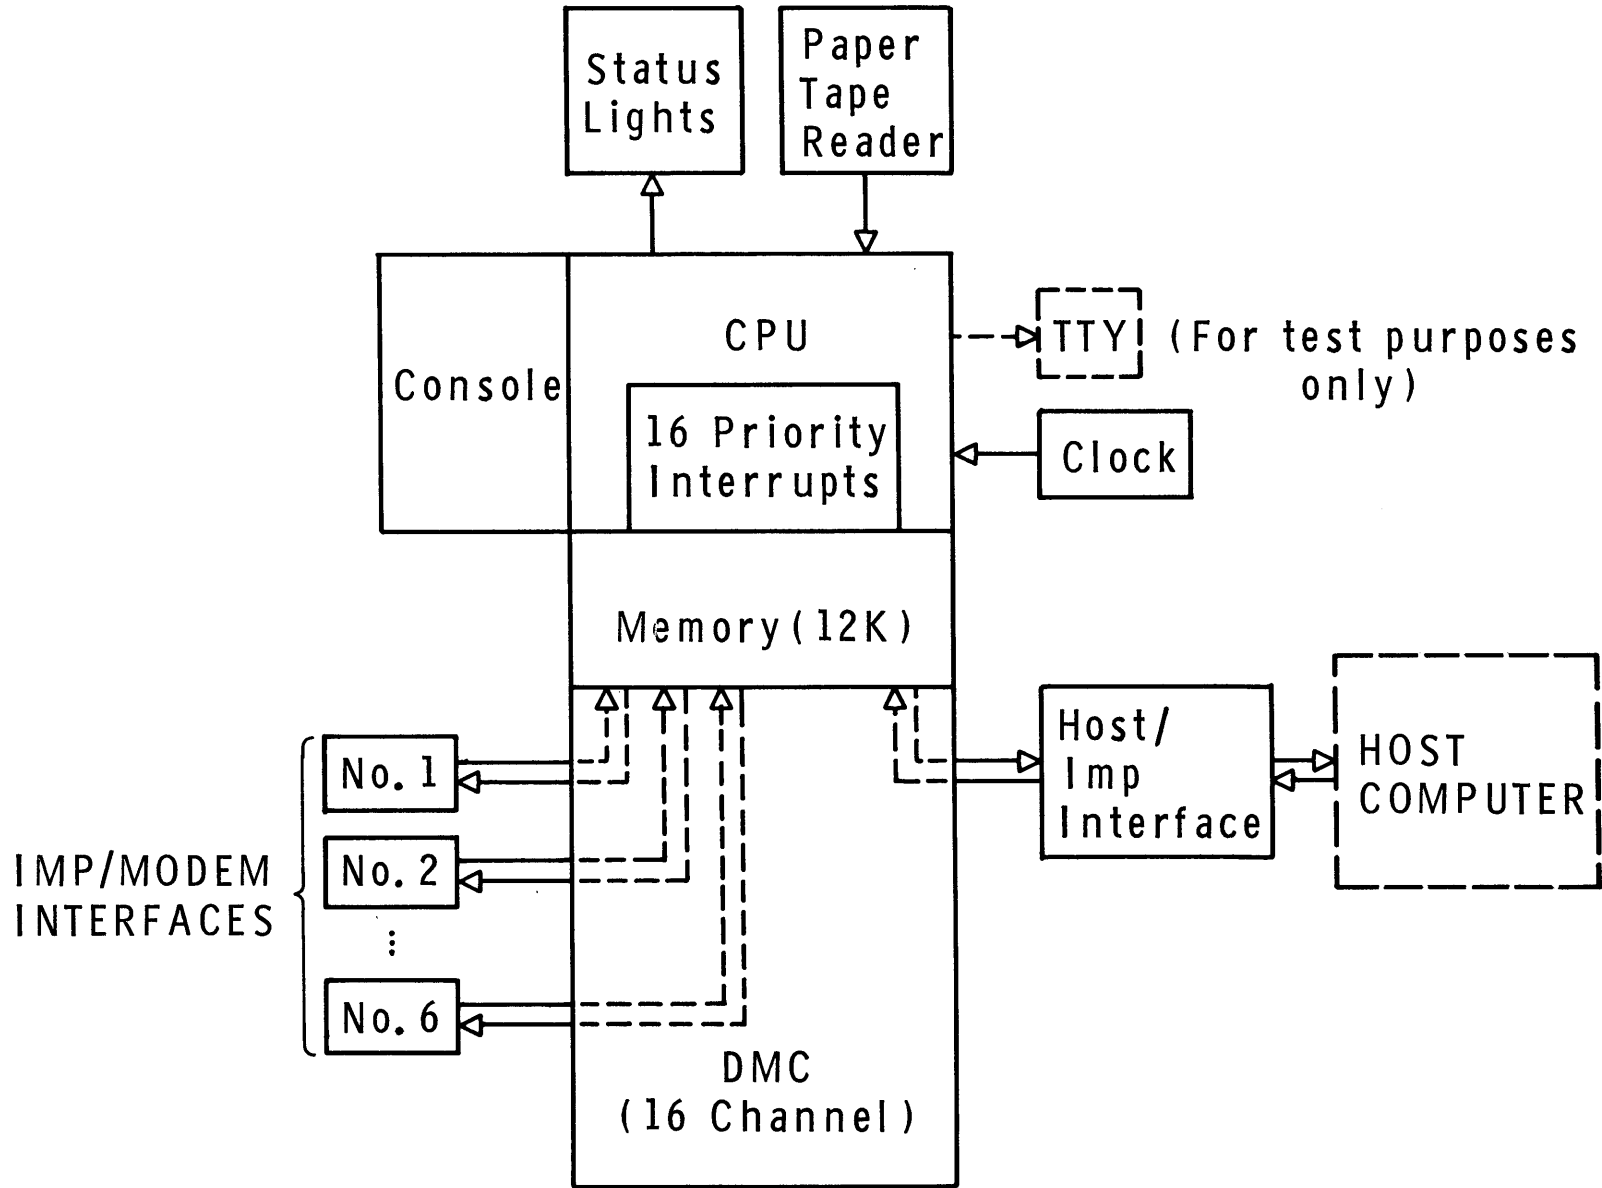 Status
Lights
Paper
Tape
Reader
Console
CPU
16 Priority
Interrupts
TTY
(For test purposes
only)
Clock
Memory (12K)
IMP/MODEM
INTERFACES
No. 1
No. 2
No. 6
Host/
Imp
Interface
HOST
COMPUTER
DMC
(16 Channel)